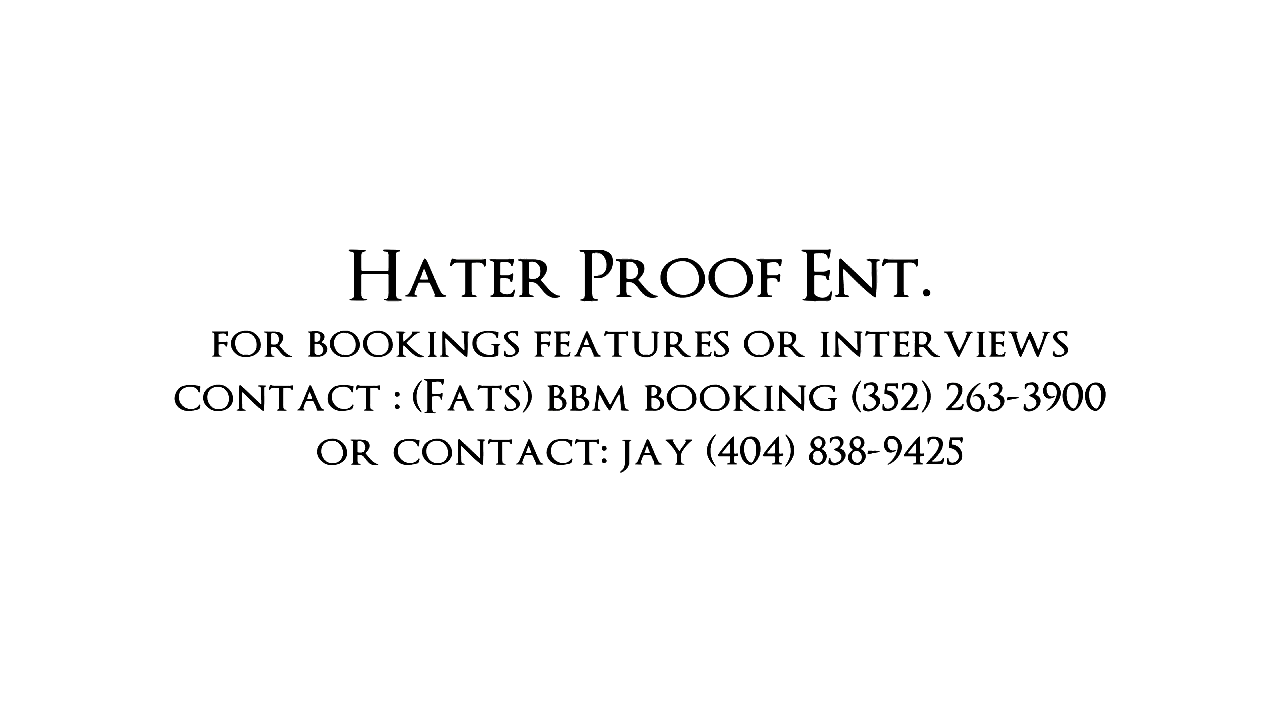 Hater Proof Ent.
for bookings features or interviews
contact : (Fats) bbm booking (352) 263-3900
or contact: jay (404) 838-9425